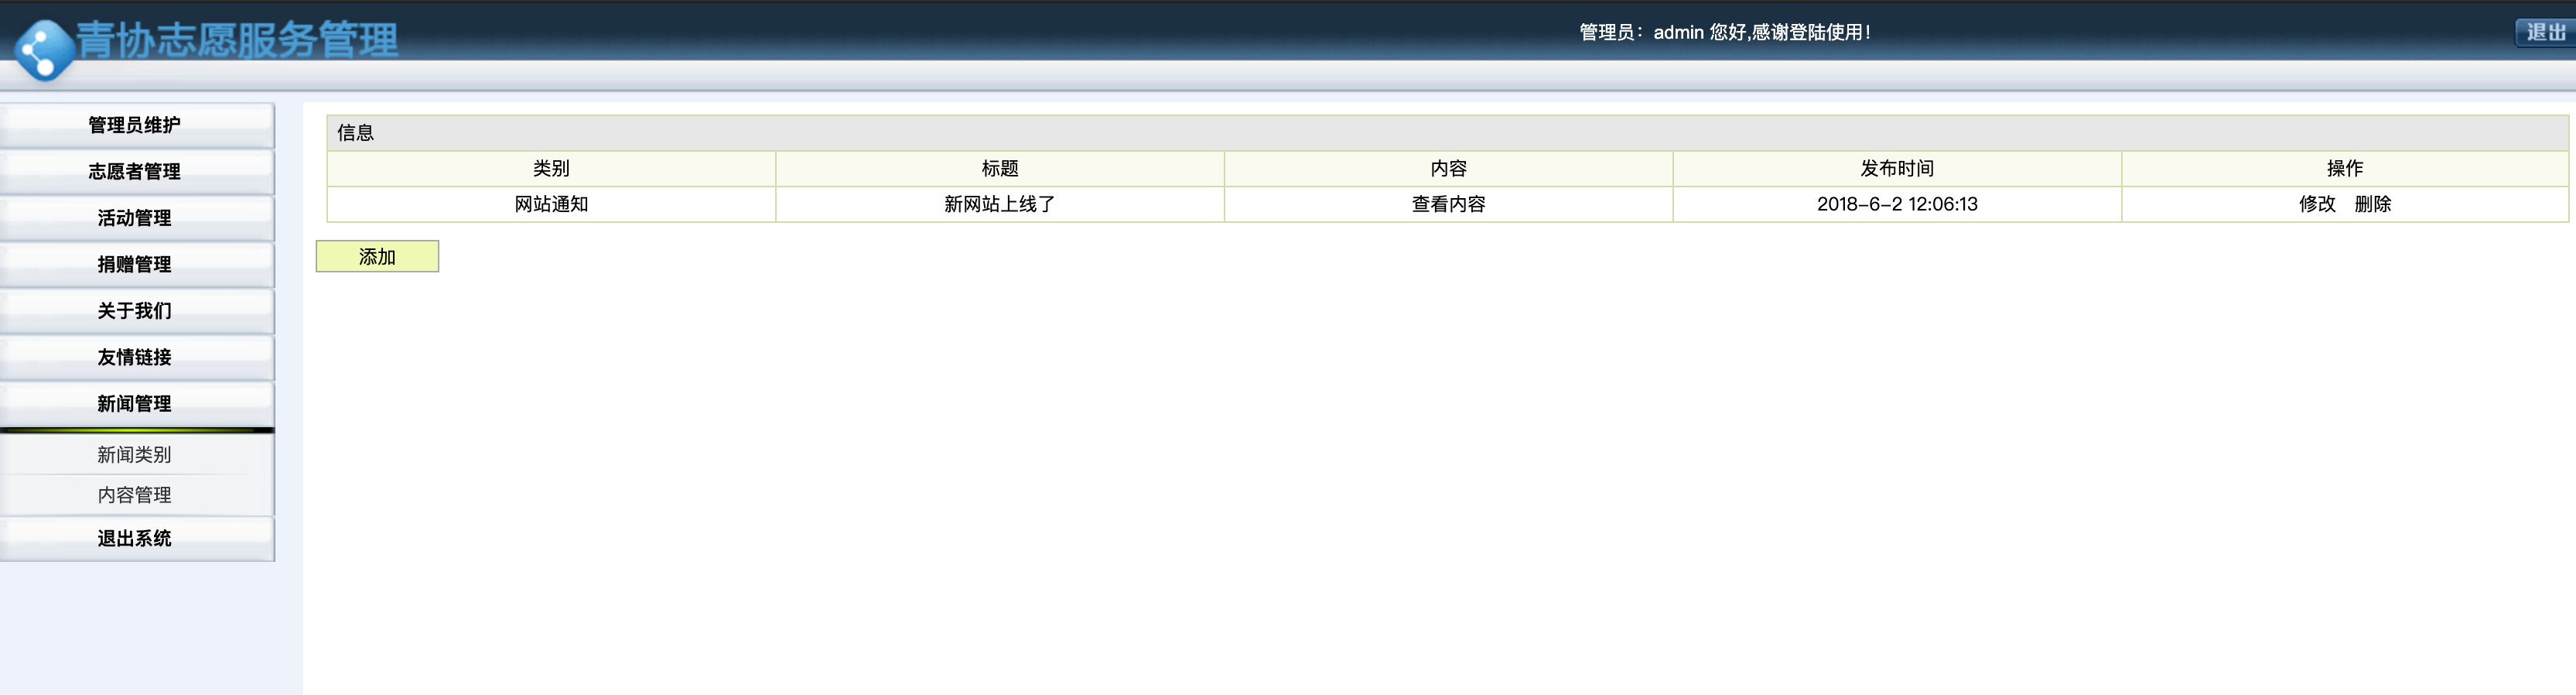 青协志愿服务管理
管理员：admin 您好,感谢登陆使用！
退出
管理员维护
志愿者管理
活动管理
捐赠管理
关于我们
友情链接
新闻管理
新闻类别
内容管理
退出系统
信息
类别 标题 内容 发布时间 操作
网站通知 新网站上线了 查看内容 2018-6-2 12:06:13 修改 删除
添加